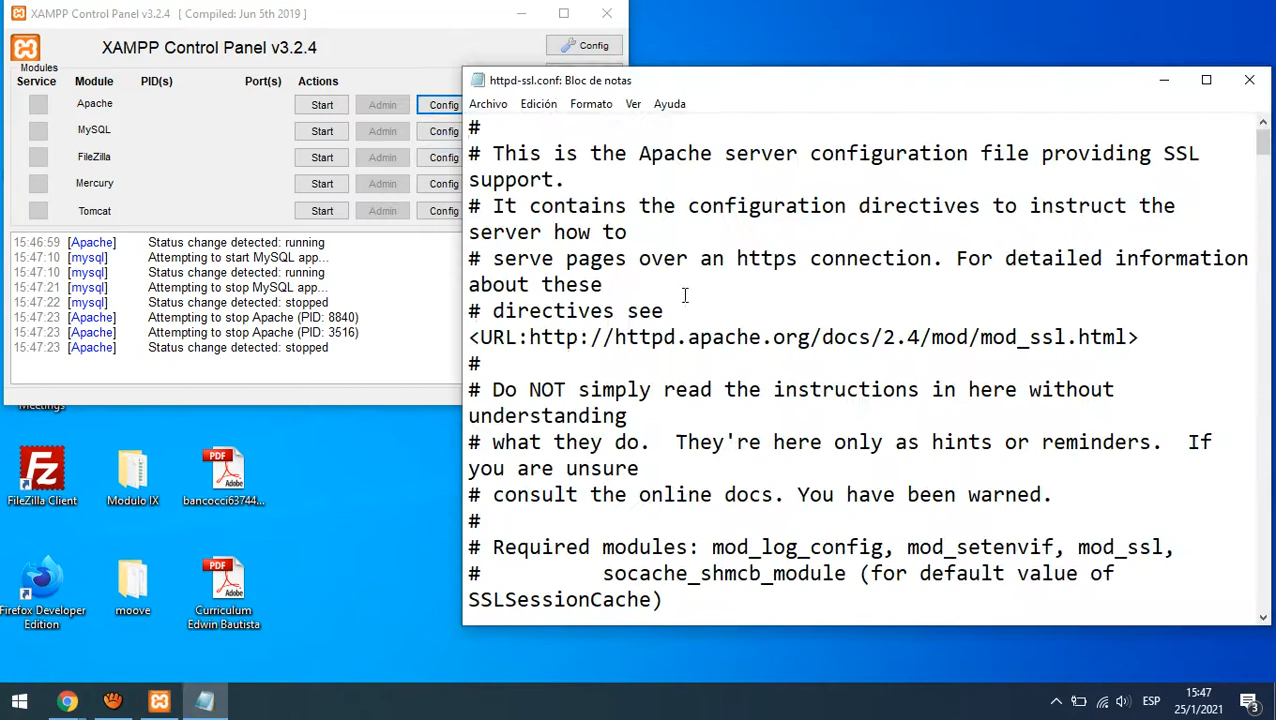 XAMPP Control Panel v3.2.4   [ Compiled: Jun 5th 2019 ]
XAMPP Control Panel v3.2.4
Config
Modules
Service Module PID(s) Port(s) Actions
Apache Start Admin Config
MySQL Start Admin Config
FileZilla Start Admin Config
Mercury Start Admin Config
Tomcat Start Admin Config
15:46:59 [Apache] Status change detected: running
15:47:10 [mysql] Attempting to start MySQL app...
15:47:10 [mysql] Status change detected: running
15:47:21 [mysql] Attempting to stop MySQL app...
15:47:22 [mysql] Status change detected: stopped
15:47:23 [Apache] Attempting to stop Apache (PID: 8840)
15:47:23 [Apache] Attempting to stop Apache (PID: 3516)
15:47:23 [Apache] Status change detected: stopped
httpd-ssl.conf: Bloc de notas
Archivo Edición Formato Ver Ayuda
#
# This is the Apache server configuration file providing SSL
support.
# It contains the configuration directives to instruct the
server how to
# serve pages over an https connection. For detailed information
about these
# directives see
<URL:http://httpd.apache.org/docs/2.4/mod/mod_ssl.html>
#
# Do NOT simply read the instructions in here without
understanding
# what they do.  They're here only as hints or reminders.  If
you are unsure
# consult the online docs. You have been warned.
#
# Required modules: mod_log_config, mod_setenvif, mod_ssl,
#          socache_shmcb_module (for default value of
SSLSessionCache)
Meetings
FileZilla Client
Modulo IX
PDF
Adobe
bancocci63744...
Firefox Developer
Edition
moove
PDF
Adobe
Curriculum
Edwin Bautista
ESP
15:47
25/1/2021
3